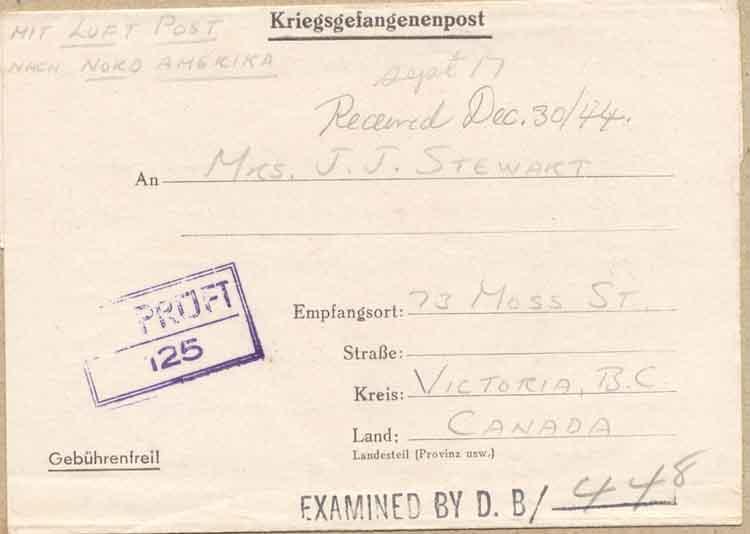 Kriegsgefangenenpost
MIT LUFT POST
NACH NORD AMERIKA
Sept 17
Received Dec. 30/44.
An MRS. J. J. STEWART
Empfangsort: 73 MOSS ST.
Straße:
Kreis: VICTORIA, B.C.
Land: CANADA
Landesteil (Provinz usw.)
PRÜFT
125
Gebührenfrei!
EXAMINED BY D. B/ 448